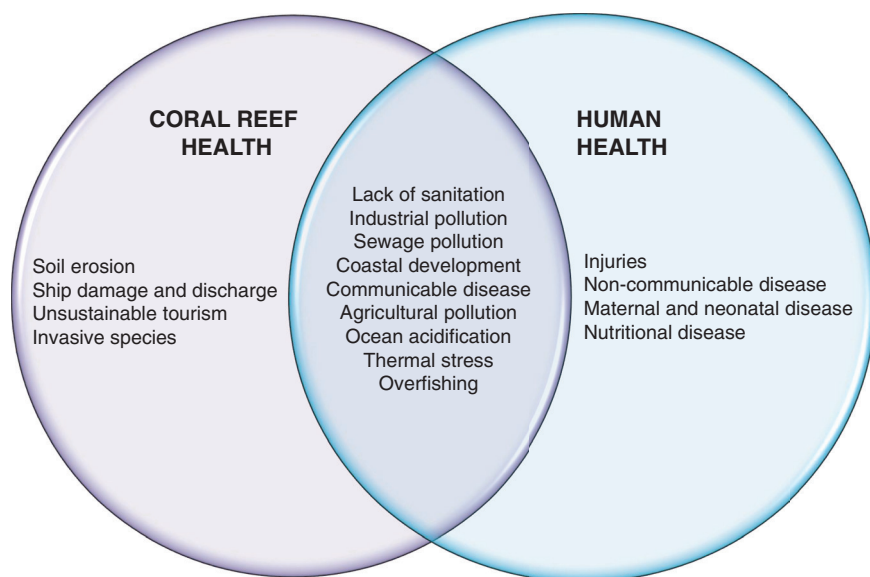 CORAL REEF
HEALTH
Soil erosion
Ship damage and discharge
Unsustainable tourism
Invasive species
Lack of sanitation
Industrial pollution
Sewage pollution
Coastal development
Communicable disease
Agricultural pollution
Ocean acidification
Thermal stress
Overfishing
HUMAN
HEALTH
Injuries
Non-communicable disease
Maternal and neonatal disease
Nutritional disease